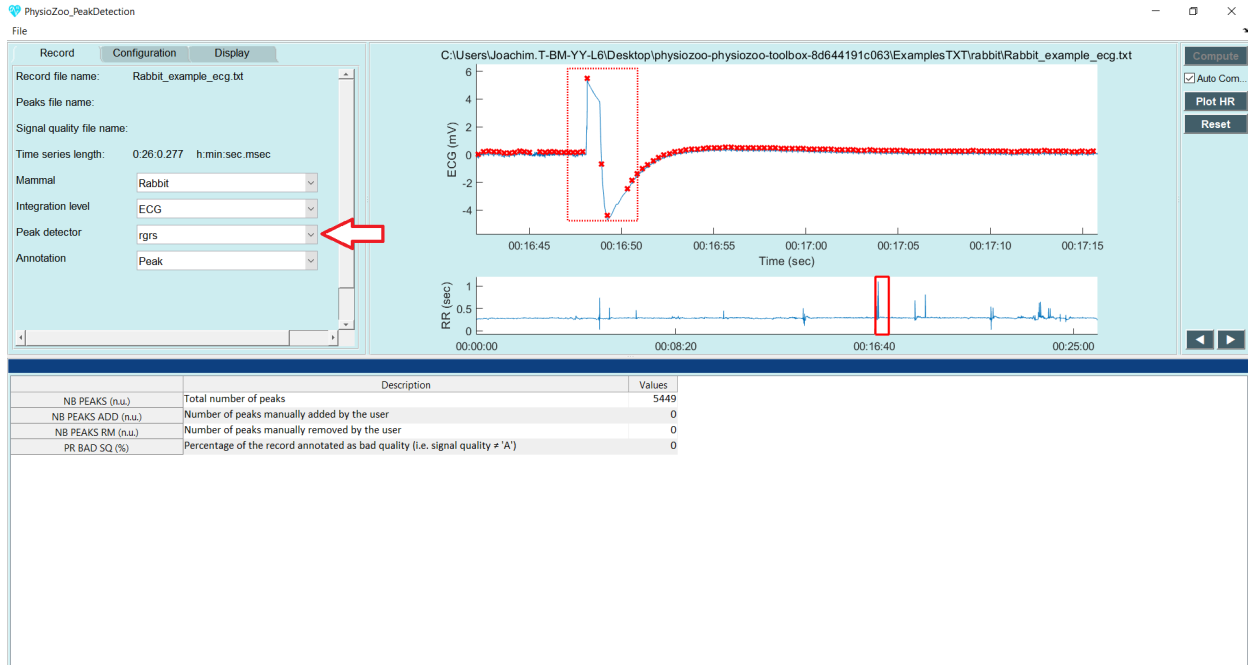 PhysioZoo_PeakDetection
File
Record Configuration Display
Record file name: Rabbit_example_ecg.txt
Peaks file name:
Signal quality file name:
Time series length: 0:26:0.277 h:min:sec.msec
Mammal Rabbit
Integration level ECG
Peak detector rgrs
Annotation Peak
C:\Users\Joachim.T-BM-YY-L6\Desktop\physiozoo-physiozoo-toolbox-8d644191c063\ExamplesTXT\rabbit\Rabbit_example_ecg.txt
6
4
2
0
-2
-4
ECG (mV)
00:16:45 00:16:50 00:16:55 00:17:00 00:17:05 00:17:10 00:17:15
Time (sec)
1
0.5
0
RR (sec)
00:00:00 00:08:20 00:16:40 00:25:00
Compute
Auto Com...
Plot HR
Reset
Description Values
NB PEAKS (n.u.) Total number of peaks 5449
NB PEAKS ADD (n.u.) Number of peaks manually added by the user 0
NB PEAKS RM (n.u.) Number of peaks manually removed by the user 0
PR BAD SQ (%) Percentage of the record annotated as bad quality (i.e. signal quality ≠ 'A') 0